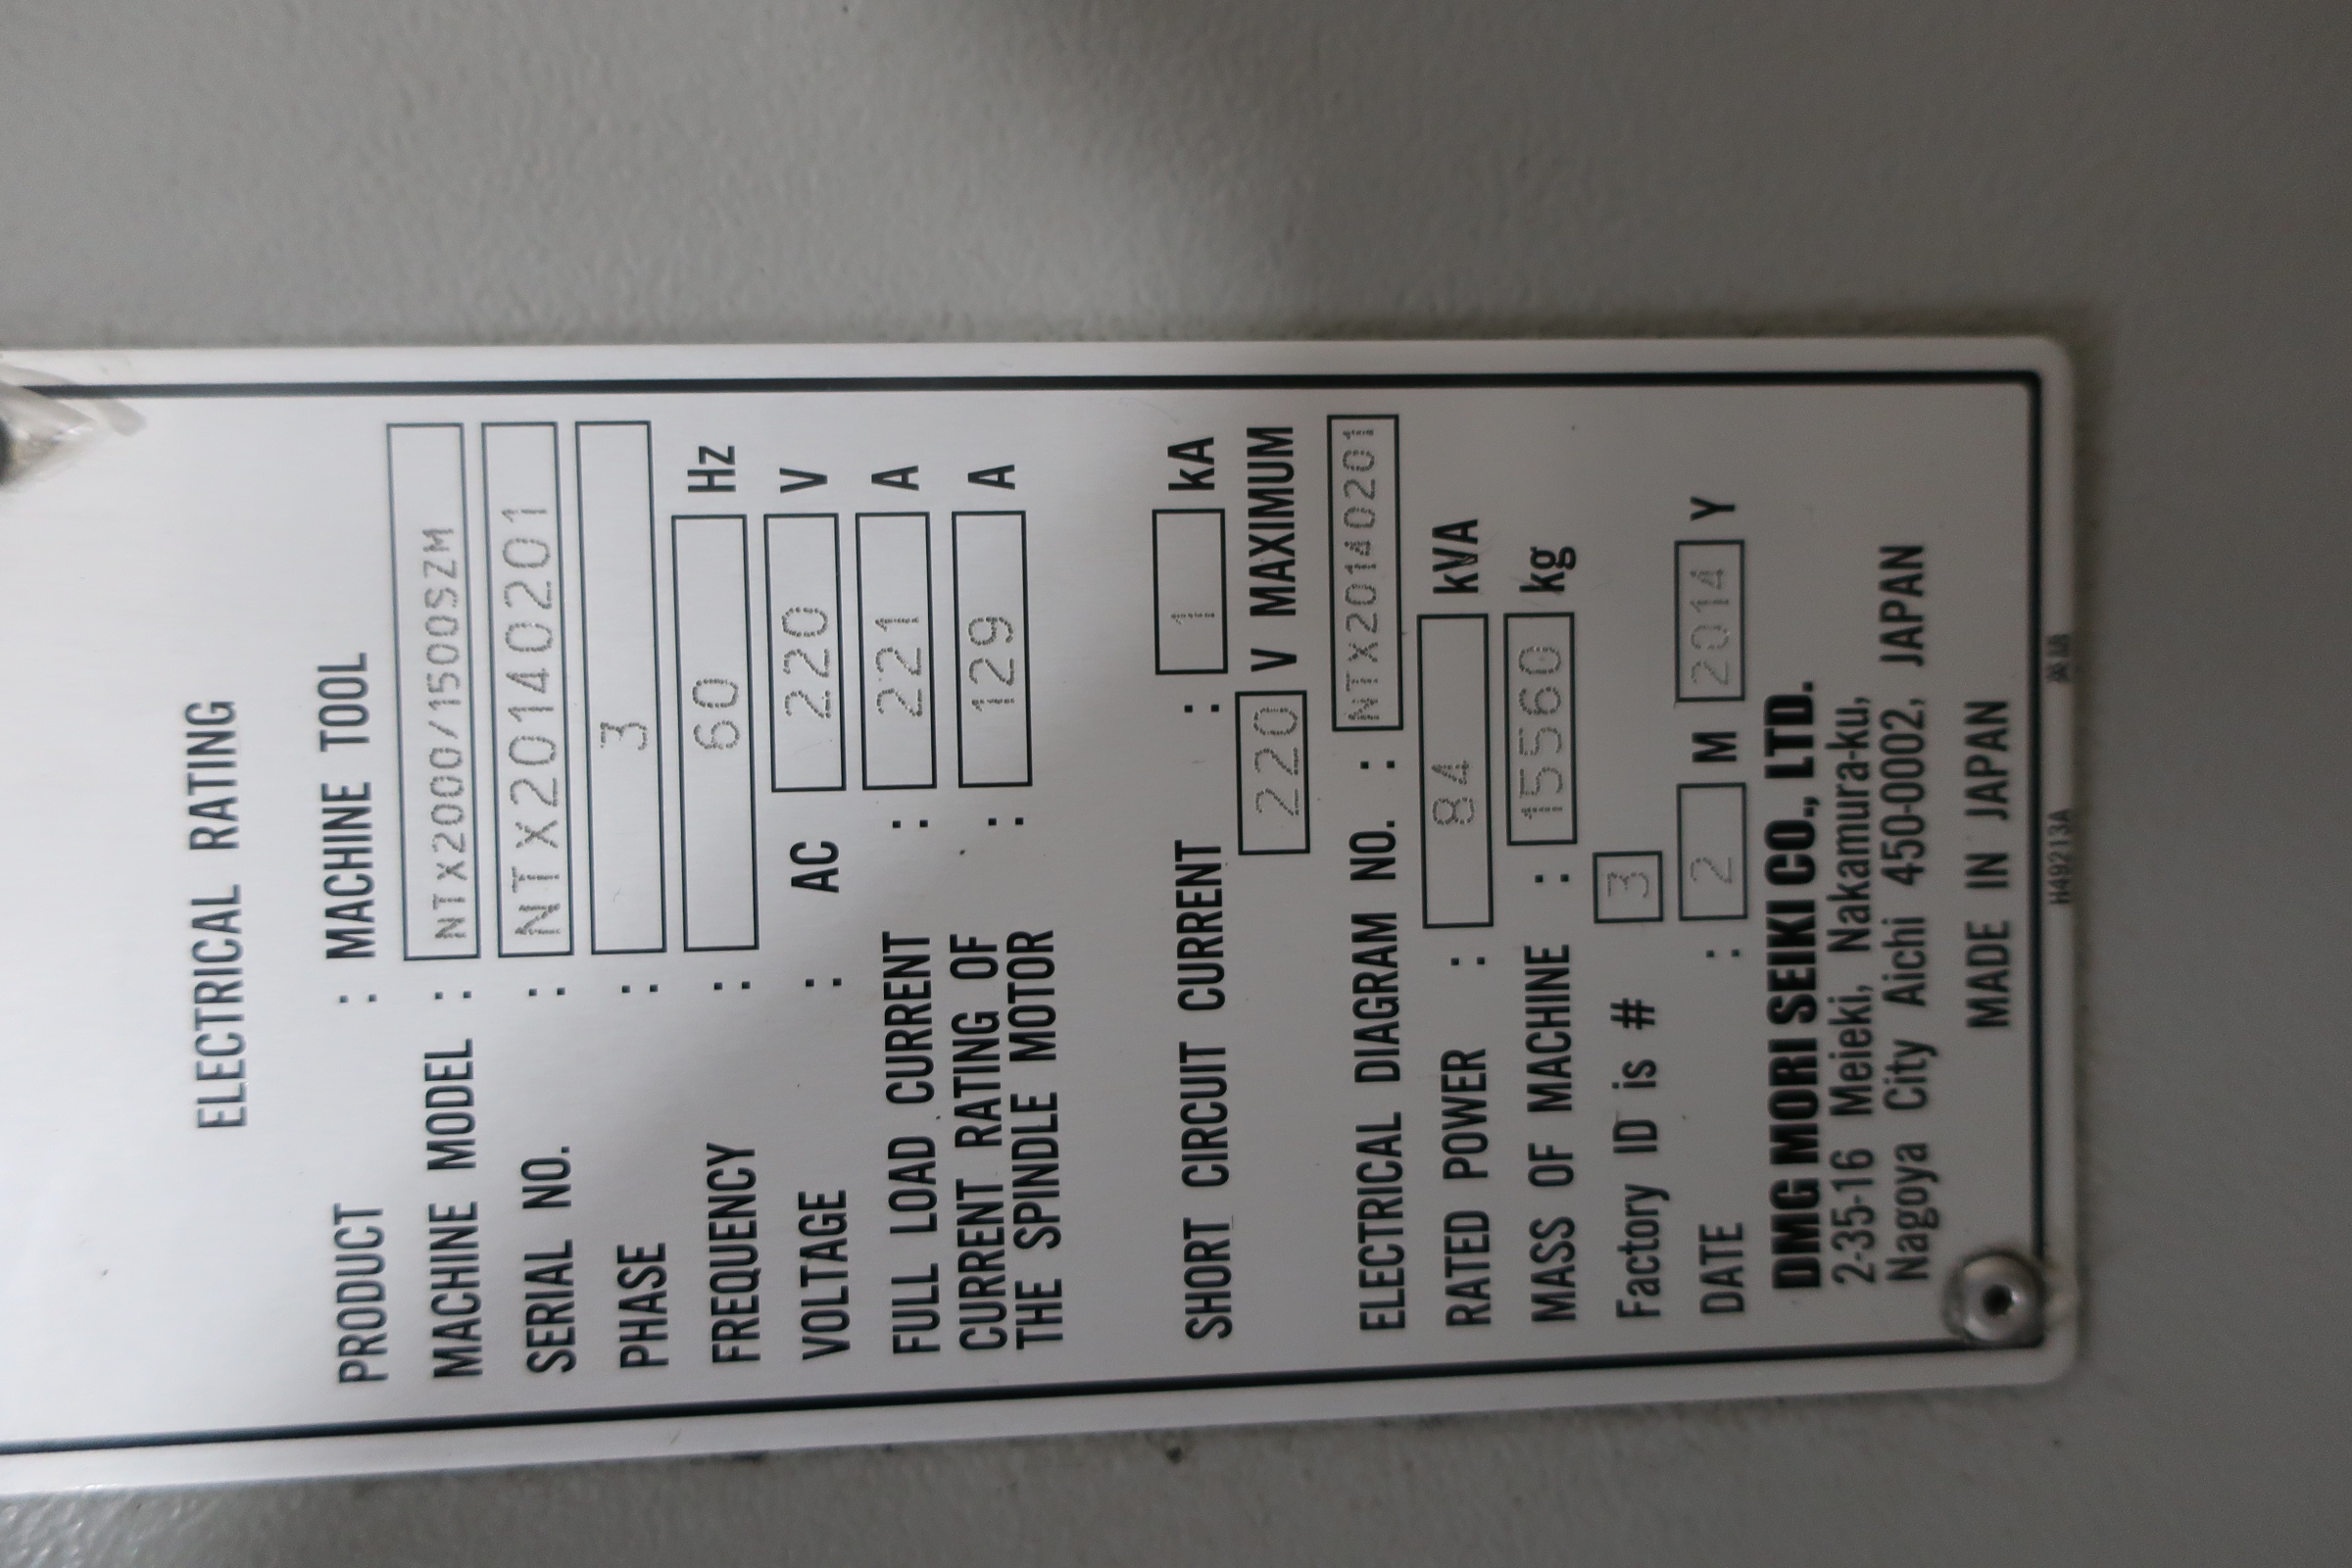 ELECTRICAL RATING
PRODUCT : MACHINE TOOL
MACHINE MODEL : NTX2000/1500SZM
SERIAL NO. : NTX20140201
PHASE : 3
FREQUENCY : 60 Hz
VOLTAGE : AC 220 V
FULL LOAD CURRENT : 221 A
CURRENT RATING OF
THE SPINDLE MOTOR : 129 A
SHORT CIRCUIT CURRENT : 1 kA
220 V MAXIMUM
ELECTRICAL DIAGRAM NO. : NTX20140201
RATED POWER : 84 kVA
MASS OF MACHINE : 15560 kg
Factory ID is # 3
DATE : 2 M 2014 Y
DMG MORI SEIKI CO., LTD.
2-35-16 Meieki, Nakamura-ku,
Nagoya City Aichi 450-0002, JAPAN
MADE IN JAPAN
H49213A